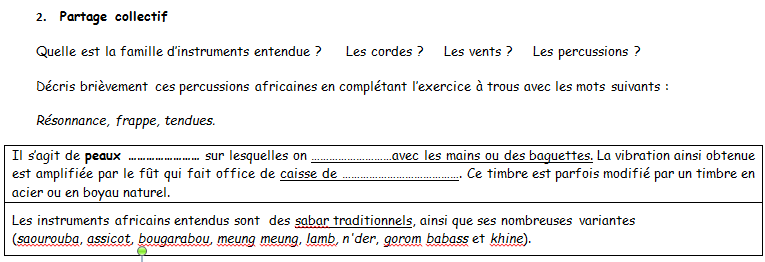 2. Partage collectif
Quelle est la famille d'instruments entendue ? Les cordes ? Les vents ? Les percussions ?
Décris brièvement ces percussions africaines en complétant l'exercice à trous avec les mots suivants :
Résonnance, frappe, tendues.
Il s'agit de peaux …………………… sur lesquelles on ………………………avec les mains ou des baguettes. La vibration ainsi obtenue
est amplifiée par le fût qui fait office de caisse de …………………………………. Ce timbre est parfois modifié par un timbre en
acier ou en boyau naturel.
Les instruments africains entendus sont des sabar traditionnels, ainsi que ses nombreuses variantes
(saourouba, assicot, bougarabou, meung meung, lamb, n'der, gorom babass et khine).